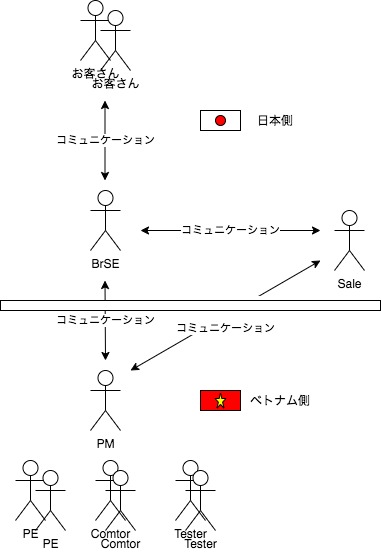 お客さん
お客さん
コミュニケーション
日本側
BrSE
コミュニケーション
Sale
コミュニケーション
コミュニケーション
PM
ベトナム側
PE
PE
Comtor
Comtor
Tester
Tester